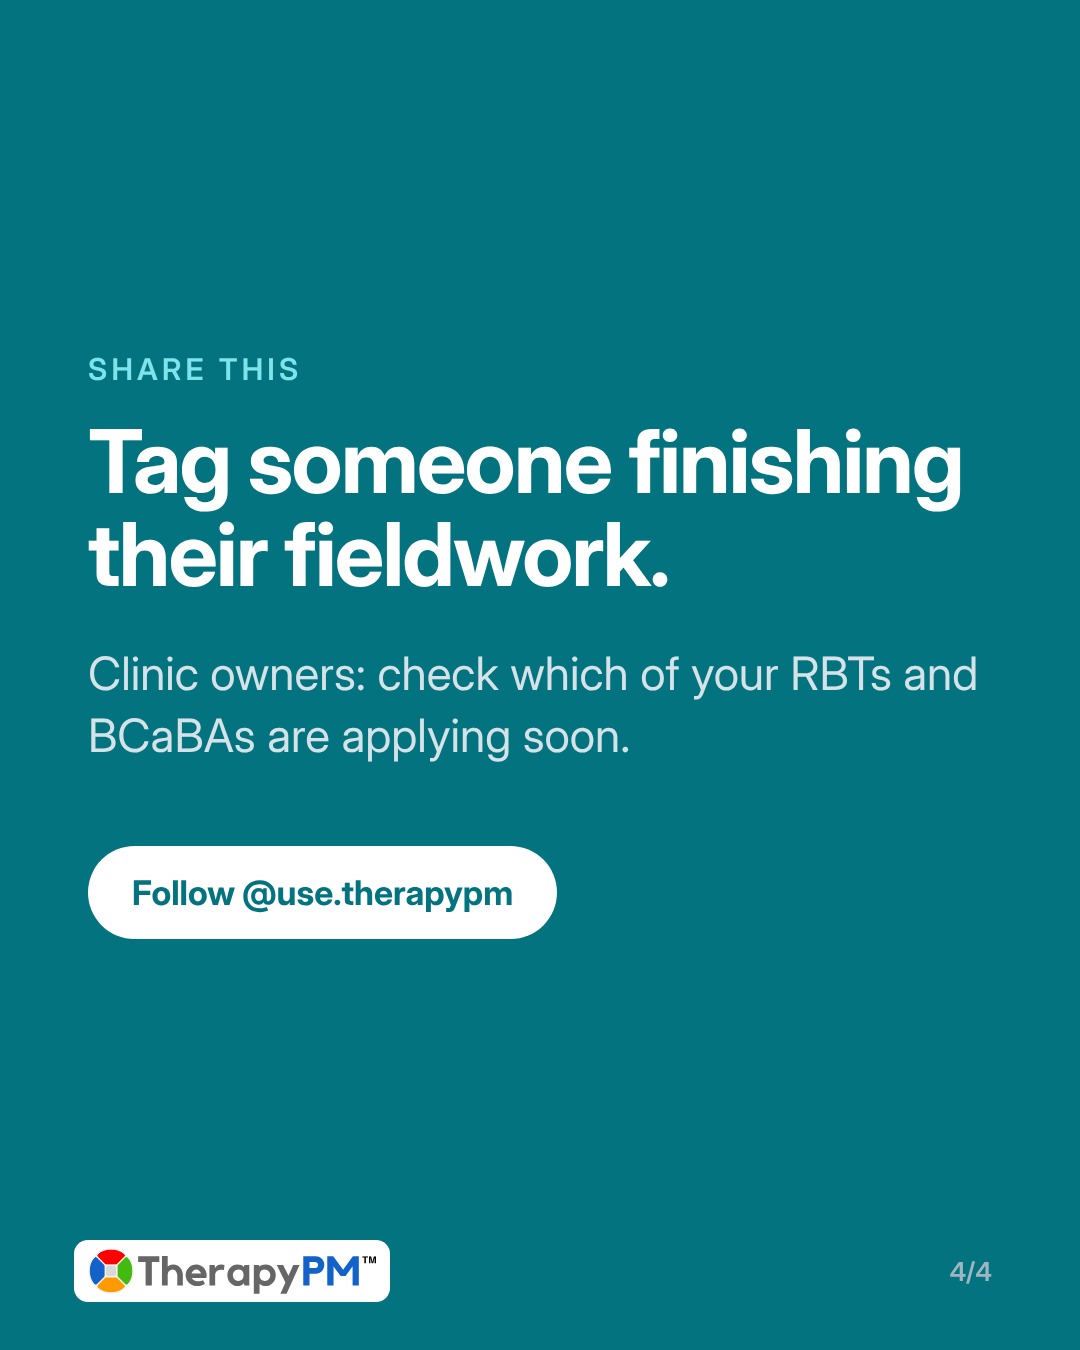 SHARE THIS
Tag someone finishing
their fieldwork.
Clinic owners: check which of your RBTs and
BCaBAs are applying soon.
Follow @use.therapypm
TherapyPM™
4/4